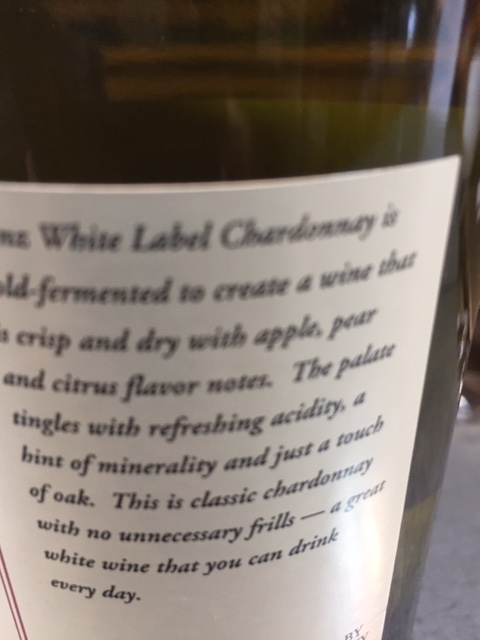 White Label Chardonnay is
old-fermented to create a wine that
crisp and dry with apple, pear
and citrus flavor notes. The palate
tingles with refreshing acidity, a
hint of minerality and just a touch
of oak. This is classic chardonnay
with no unnecessary frills — a great
white wine that you can drink
every day.
BY